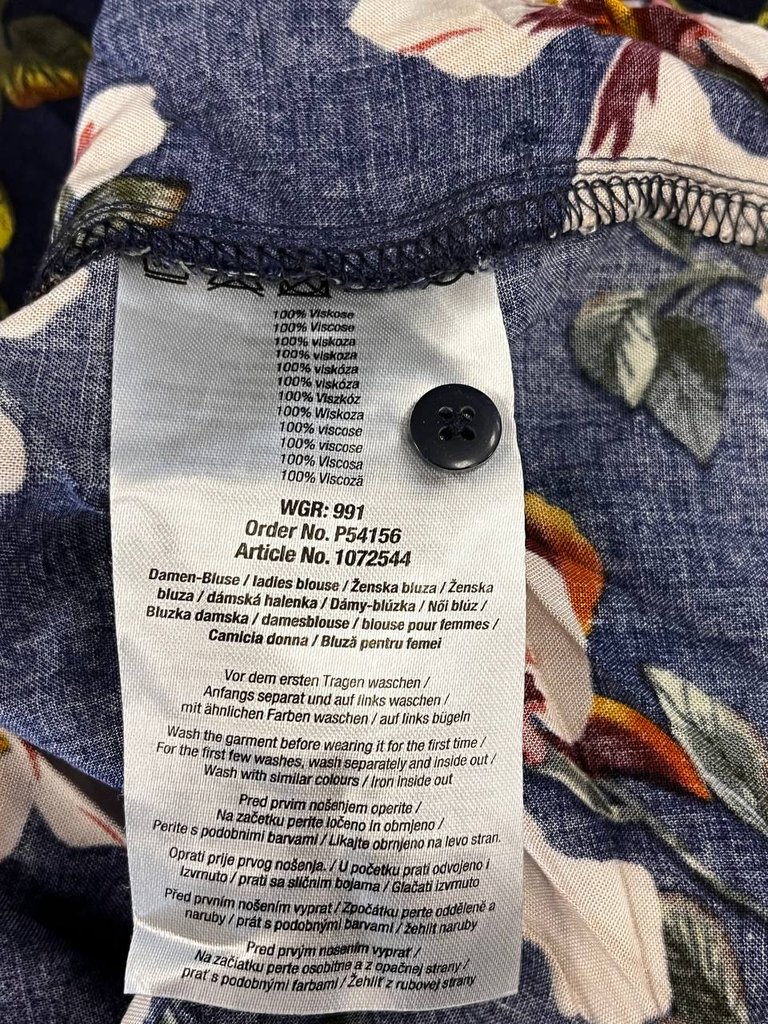 100% Viskose
100% Viscose
100% viskoza
100% viskoza
100% viskóza
100% viskóza
100% Viszkóz
100% Wiskoza
100% viscose
100% viscose
100% Viscosa
100% Viscoză
WGR: 991
Order No. P54156
Article No. 1072544
Damen-Bluse / ladies blouse / Ženska bluza / Ženska
bluza / dámská halenka / Dámy-blúzka / Női blúz /
Bluzka damska / damesblouse / blouse pour femmes /
Camicia donna / Bluză pentru femei
Vor dem ersten Tragen waschen /
Anfangs separat und auf links waschen /
mit ähnlichen Farben waschen / auf links bügeln
Wash the garment before wearing it for the first time /
For the first few washes, wash separately and inside out /
Wash with similar colours / Iron inside out
Pred prvim nošenjem operite /
Na začetku perite ločeno in obrnjeno /
Perite s podobnimi barvami / Likajte obrnjeno na levo stran.
Oprati prije prvog nošenja. / U početku prati odvojeno i
izvrnuto / prati sa sličnim bojama / Glačati izvrnuto
Před prvním nošením vyprat / Zpočátku perte odděleně a
naruby / prát s podobnými barvami / žehlit naruby
Pred prvým nosením vyprať /
Na začiatku perte osobitne a z opačnej strany /
prať s podobnými farbami / Žehliť z rubovej strany